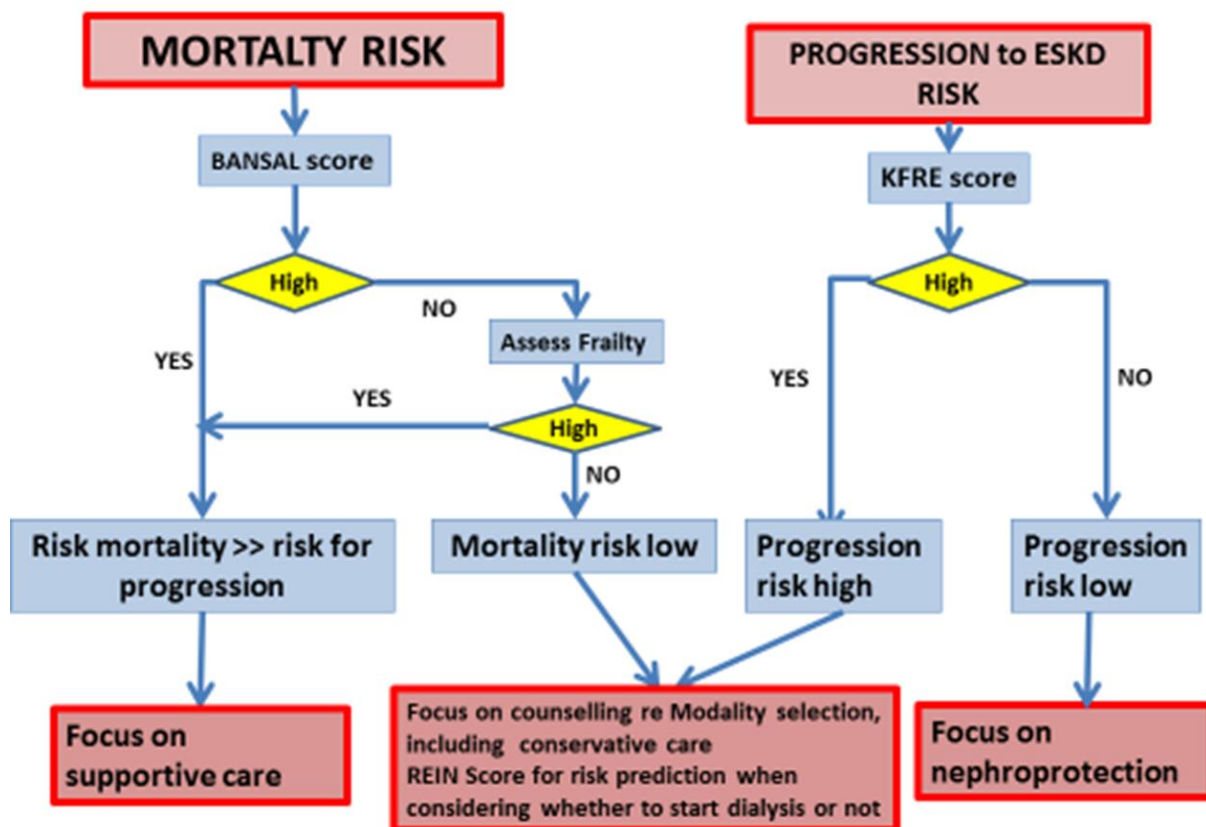 MORTALTY RISK
PROGRESSION to ESKD
RISK
BANSAL score
KFRE score
High
High
NO
Assess Frailty
YES
YES
YES
NO
High
NO
Risk mortality >> risk for
progression
Mortality risk low
Progression
risk high
Progression
risk low
Focus on
supportive care
Focus on counselling re Modality selection,
including conservative care
REIN Score for risk prediction when
considering whether to start dialysis or not
Focus on
nephroprotection